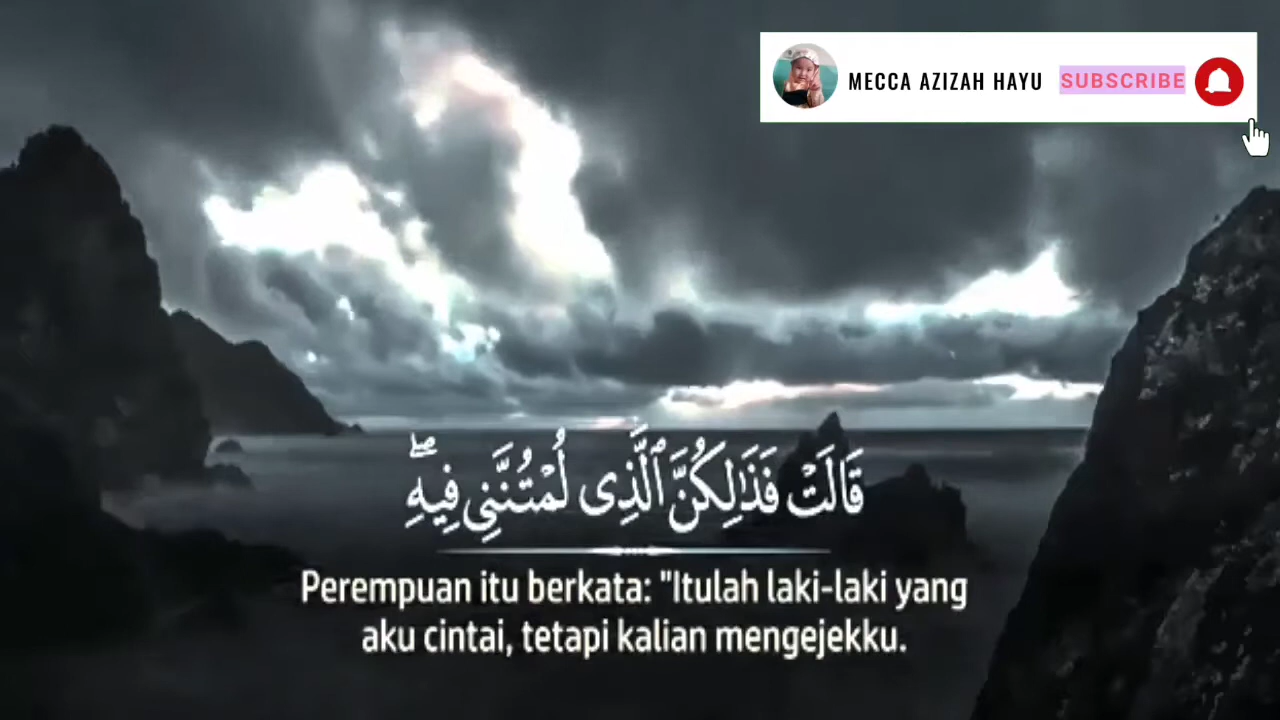 MECCA AZIZAH HAYU SUBSCRIBE
قَالَتْ فَذَٰلِكُنَّ ٱلَّذِى لُمْتُنَّنِى فِيهِ ۖ
Perempuan itu berkata: "Itulah laki-laki yang
aku cintai, tetapi kalian mengejekku.